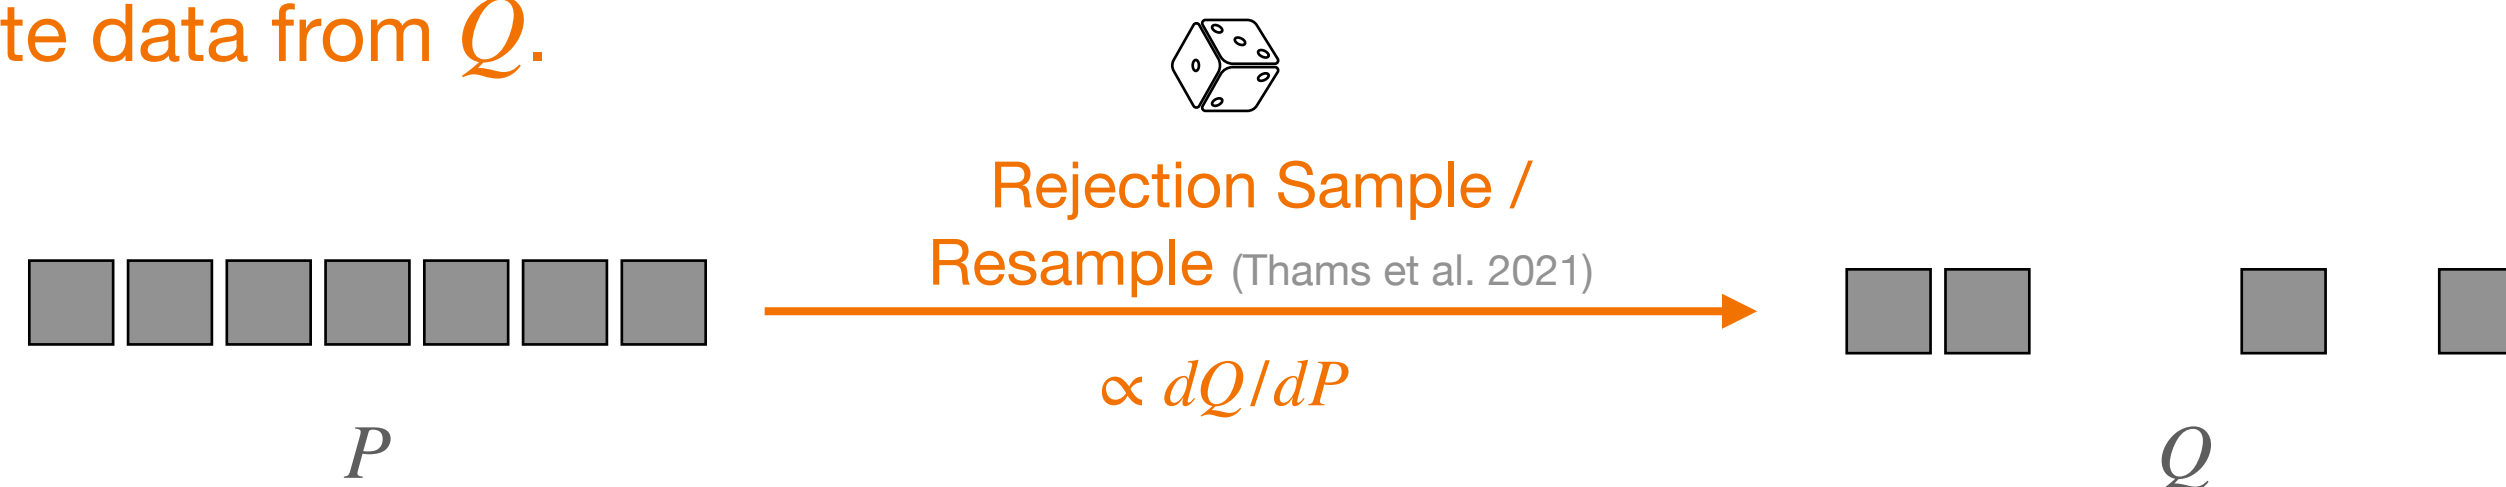 te data from Q.
Rejection Sample /
Resample (Thams et al. 2021)
∝ dQ/dP
P
Q